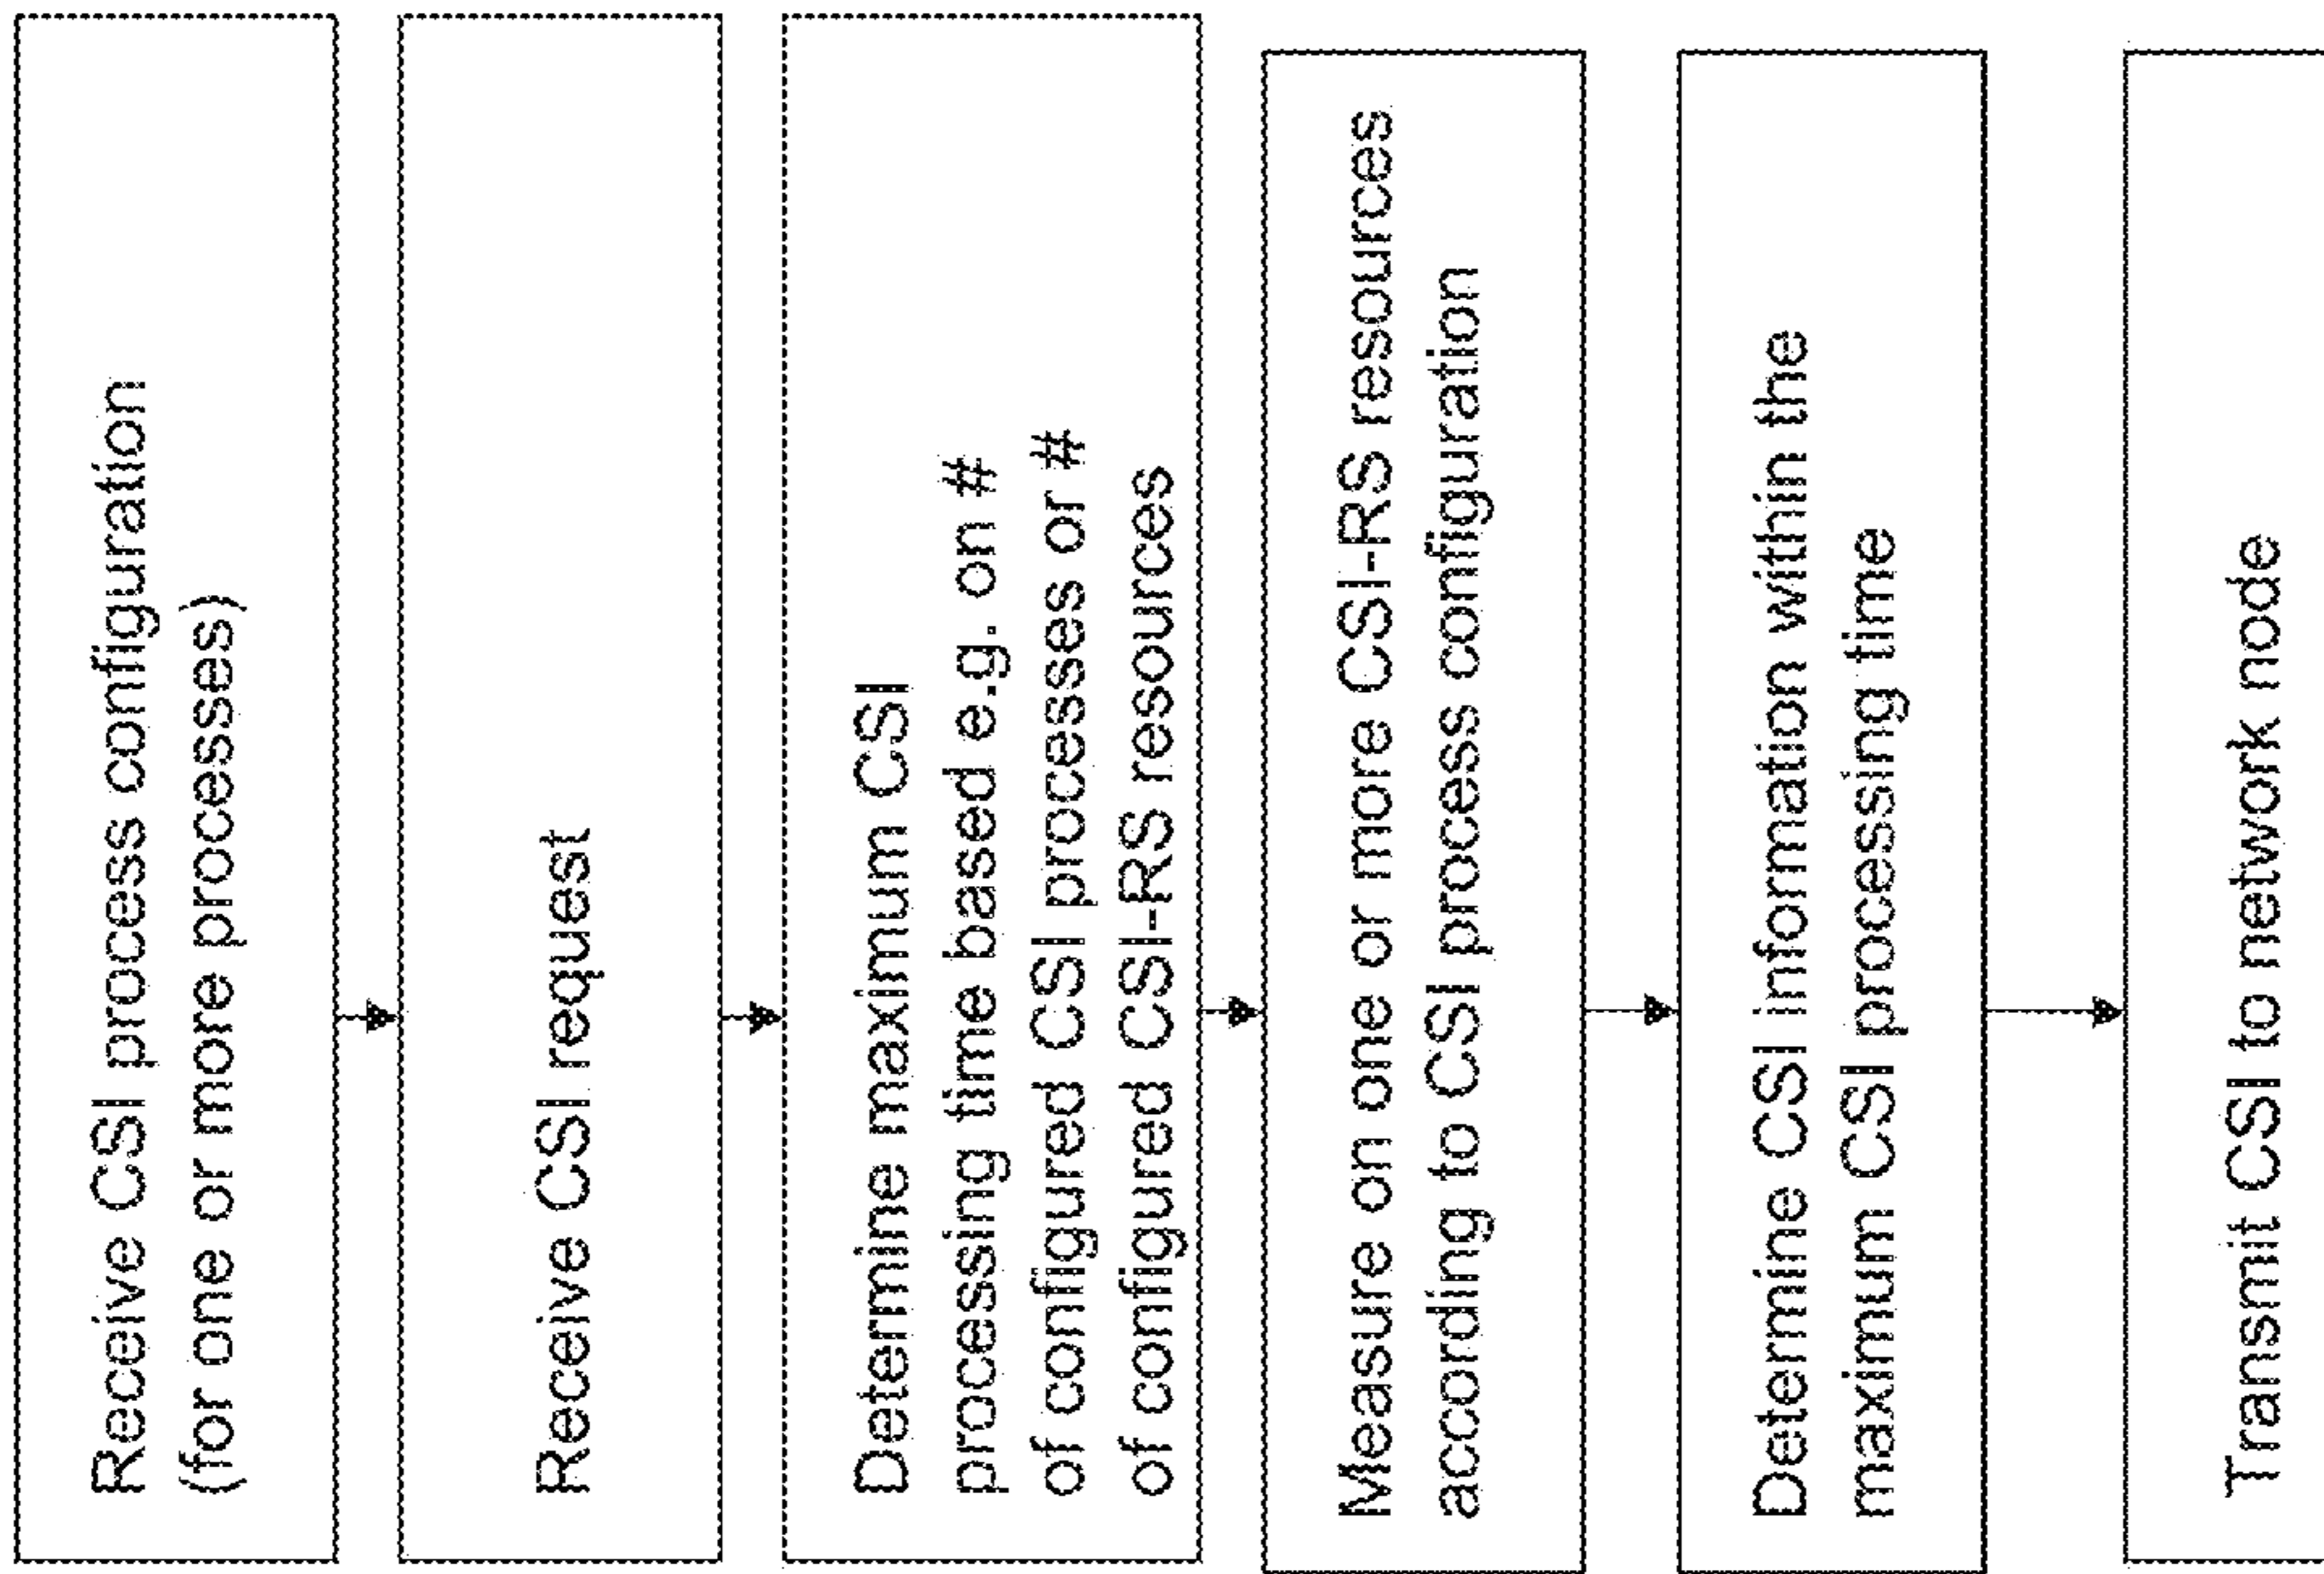 Receive CSI process configuration
(for one or more processes)
Receive CSI request
Determine maximum CSI
processing time based e.g. on #
of configured CSI processes or #
of configured CSI-RS resources
Measure on one or more CSI-RS resources
according to CSI process configuration
Determine CSI information within the
maximum CSI processing time
Transmit CSI to network node